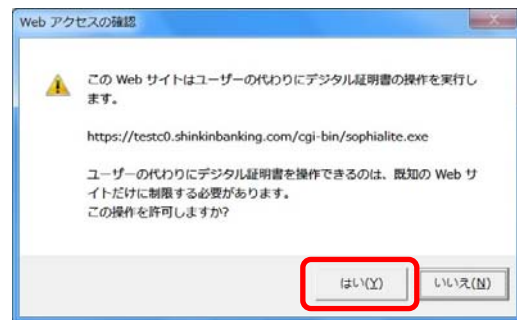 Web アクセスの確認
この Web サイトはユーザーの代わりにデジタル証明書の操作を実行し
ます。
https://testc0.shinkinbanking.com/cgi-bin/sophialite.exe
ユーザーの代わりにデジタル証明書を操作できるのは、既知の Web サ
イトだけに制限する必要があります。
この操作を許可しますか?
はい(Y) いいえ(N)